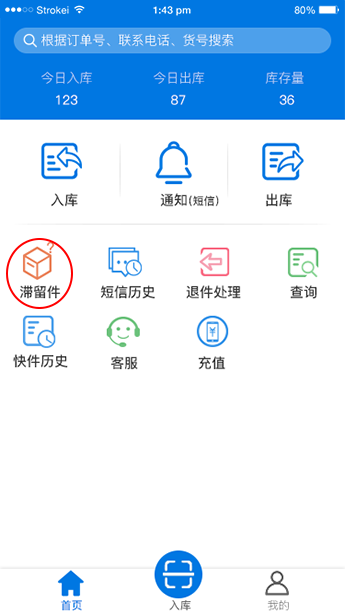 Strokei 1:43 pm 80%
根据订单号、联系电话、货号搜索
今日入库 今日出库 库存量
123 87 36
入库 通知(短信) 出库
?
滞留件 短信历史 退件处理 查询
¥
快件历史 客服 充值
首页 入库 我的